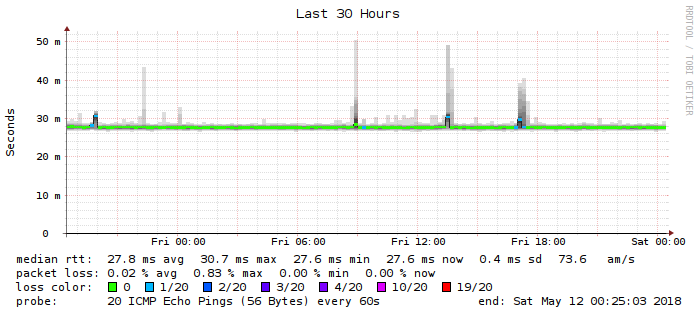 Last 30 Hours
RRDTOOL / TOBI OETIKER
Seconds
50 m
40 m
30 m
20 m
10 m
0
Fri 00:00 Fri 06:00 Fri 12:00 Fri 18:00 Sat 00:00
median rtt: 27.8 ms avg 30.7 ms max 27.6 ms min 27.6 ms now 0.4 ms sd 73.6 am/s
packet loss: 0.02 % avg 0.83 % max 0.00 % min 0.00 % now
loss color: 0 1/20 2/20 3/20 4/20 10/20 19/20
probe: 20 ICMP Echo Pings (56 Bytes) every 60s end: Sat May 12 00:25:03 2018